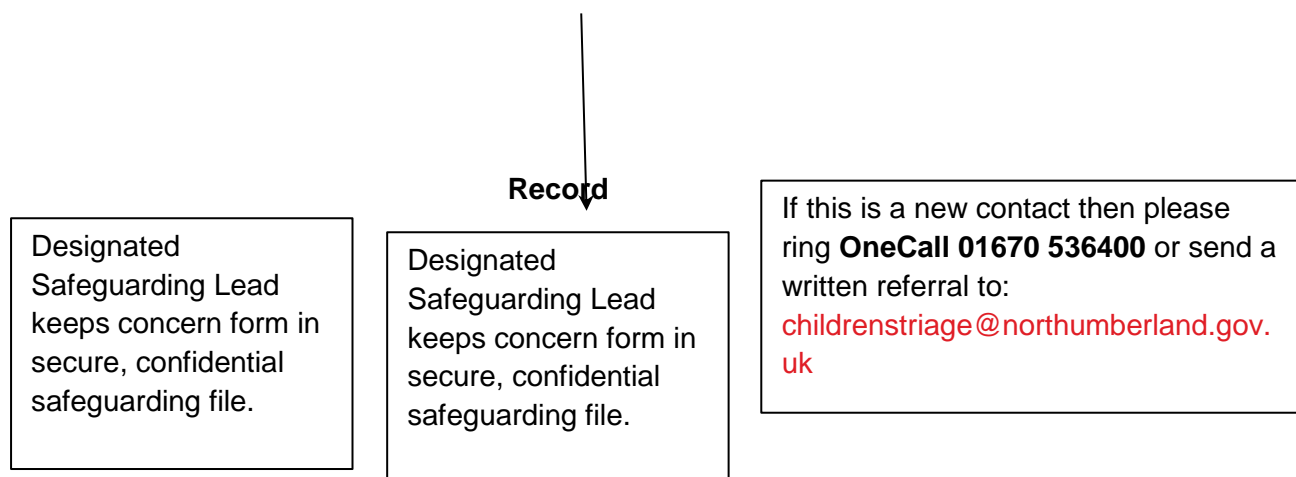 Record
Designated
Safeguarding Lead
keeps concern form in
secure, confidential
safeguarding file.
Designated
Safeguarding Lead
keeps concern form in
secure, confidential
safeguarding file.
If this is a new contact then please
ring OneCall 01670 536400 or send a
written referral to:
childrenstriage@northumberland.gov.
uk